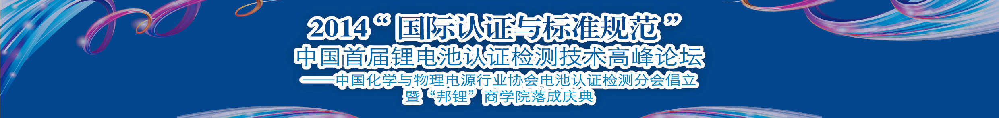 2014“国际认证与标准规范”
中国首届锂电池认证检测技术高峰论坛
——中国化学与物理电源行业协会电池认证检测分会倡立
暨“邦锂”商学院落成庆典